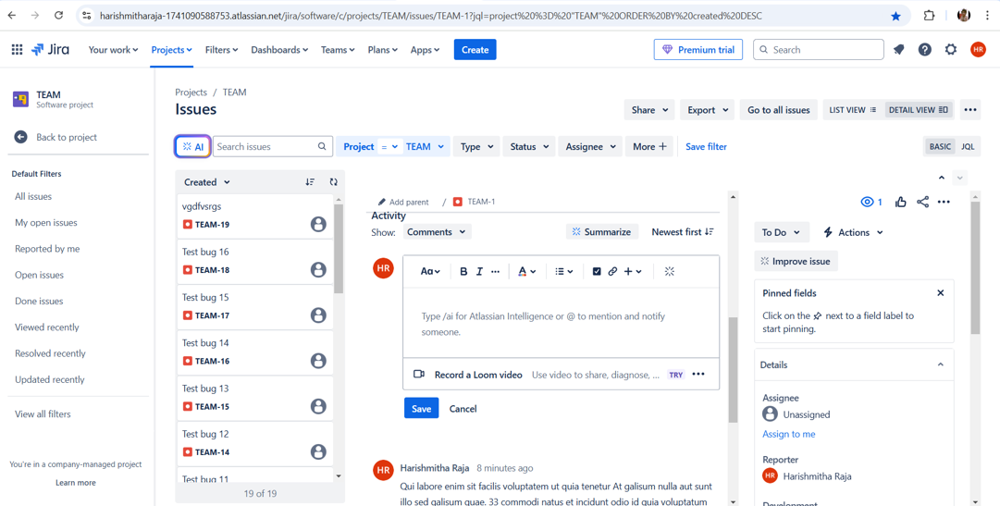 harishmitharaja-1741090588753.atlassian.net/jira/software/c/projects/TEAM/issues/TEAM-1?jql=project%20%3D%20"TEAM"%20ORDER%20BY%20created%20DESC
Jira Your work Projects Filters Dashboards Teams Plans Apps Create Premium trial Search HR
TEAM
Software project
Back to project
Default Filters
All issues
My open issues
Reported by me
Open issues
Done issues
Viewed recently
Resolved recently
Updated recently
View all filters
You're in a company-managed project
Learn more
Projects / TEAM
Issues
Share Export Go to all issues LIST VIEW DETAIL VIEW
AI Search issues Project = TEAM Type Status Assignee More + Save filter BASIC JQL
Created
vgdfvsrgs
TEAM-19
Test bug 16
TEAM-18
Test bug 15
TEAM-17
Test bug 14
TEAM-16
Test bug 13
TEAM-15
Test bug 12
TEAM-14
Test bug 11
19 of 19
Add parent / TEAM-1
Activity
Show: Comments Summarize Newest first
HR
Aa B I A
Type /ai for Atlassian Intelligence or @ to mention and notify
someone.
Record a Loom video Use video to share, diagnose, ... TRY
Save Cancel
HR Harishmitha Raja 8 minutes ago
Qui labore enim sit facilis voluptatem ut quia tenetur At galisum nulla aut sunt
illo sed galisum quae. 33 commodi natus et incidunt odio id quia voluptatum
1
To Do Actions
Improve issue
Pinned fields
Click on the next to a field label to
start pinning.
Details
Assignee
Unassigned
Assign to me
Reporter
HR Harishmitha Raja
Development